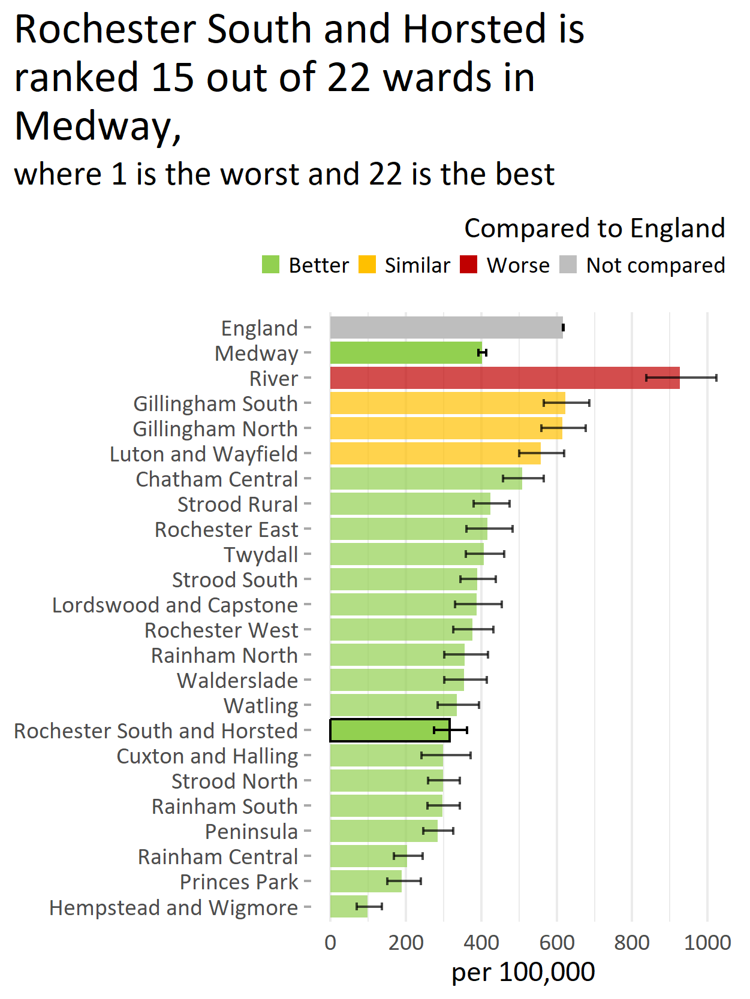 Rochester South and Horsted is
ranked 15 out of 22 wards in
Medway,
where 1 is the worst and 22 is the best
Compared to England
Better Similar Worse Not compared
England
Medway
River
Gillingham South
Gillingham North
Luton and Wayfield
Chatham Central
Strood Rural
Rochester East
Twydall
Strood South
Lordswood and Capstone
Rochester West
Rainham North
Walderslade
Watling
Rochester South and Horsted
Cuxton and Halling
Strood North
Rainham South
Peninsula
Rainham Central
Princes Park
Hempstead and Wigmore
0 200 400 600 800 1000
per 100,000